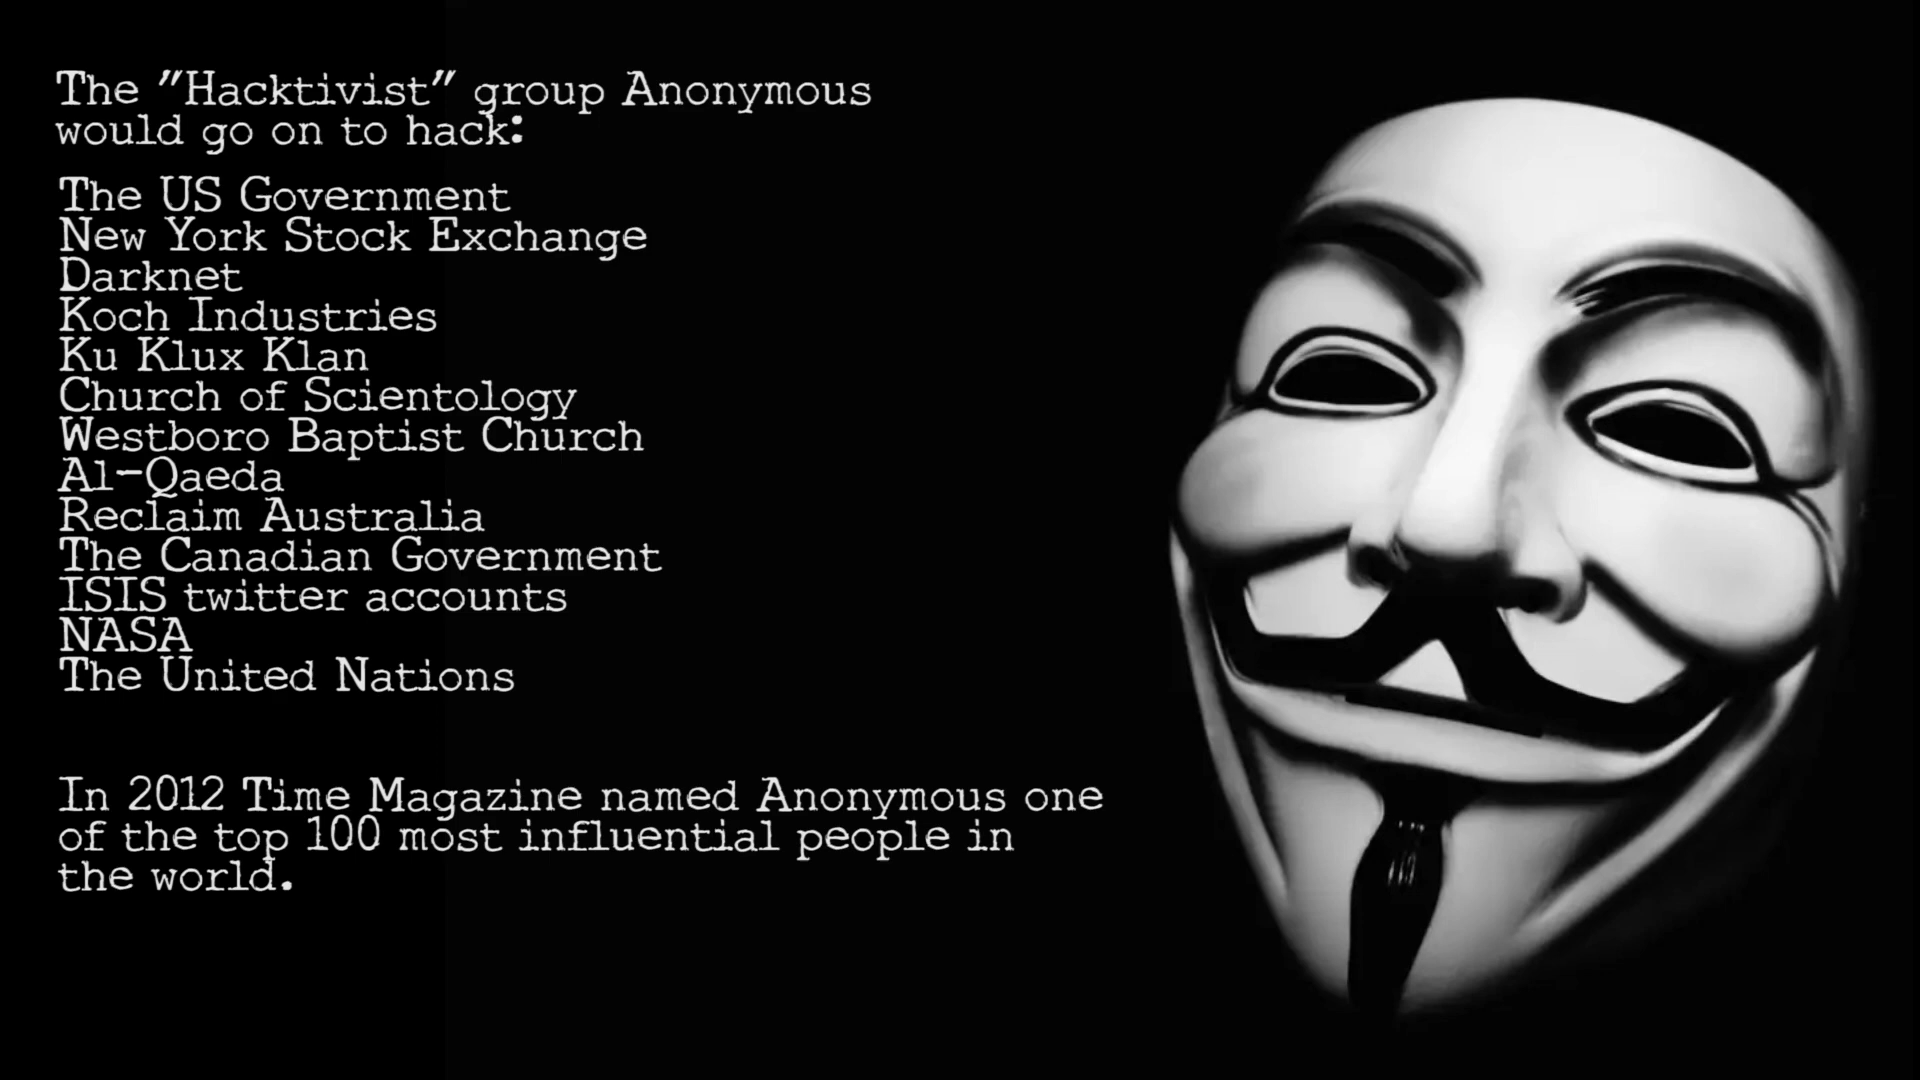 The "Hacktivist" group Anonymous
would go on to hack:
The US Government
New York Stock Exchange
Darknet
Koch Industries
Ku Klux Klan
Church of Scientology
Westboro Baptist Church
Al-Qaeda
Reclaim Australia
The Canadian Government
ISIS twitter accounts
NASA
The United Nations
In 2012 Time Magazine named Anonymous one
of the top 100 most influential people in
the world.